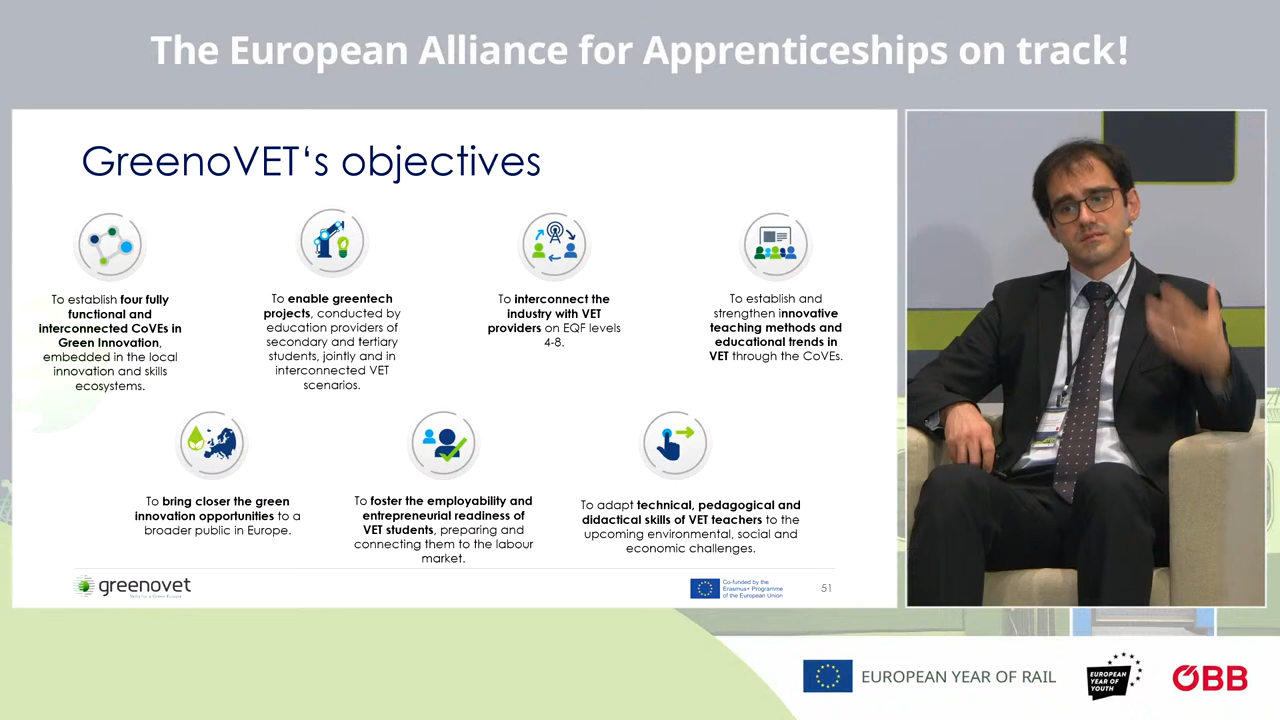 The European Alliance for Apprenticeships on track!
GreenoVET‘s objectives
To establish four fully
functional and
interconnected CoVEs in
Green Innovation,
embedded in the local
innovation and skills
ecosystems.
To enable greentech
projects, conducted by
education providers of
secondary and tertiary
students, jointly and in
interconnected VET
scenarios.
To interconnect the
industry with VET
providers on EQF levels
4-8.
To establish and
strengthen innovative
teaching methods and
educational trends in
VET through the CoVEs.
To bring closer the green
innovation opportunities to a
broader public in Europe.
To foster the employability and
entrepreneurial readiness of
VET students, preparing and
connecting them to the labour
market.
To adapt technical, pedagogical and
didactical skills of VET teachers to the
upcoming environmental, social and
economic challenges.
greenovet
Skills for a Green Europe
Co-funded by the
Erasmus+ Programme
of the European Union
51
EUROPEAN YEAR OF RAIL
EUROPEAN
YEAR OF
YOUTH
ÖBB